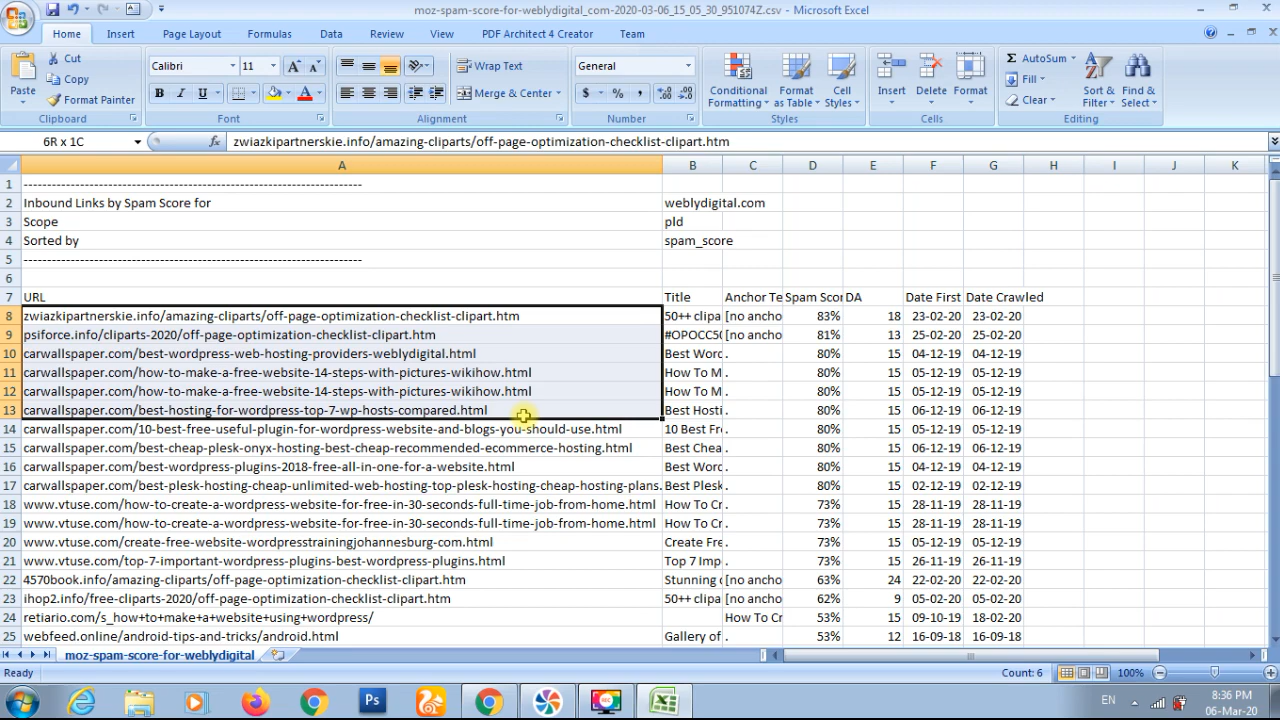 moz-spam-score-for-weblydigital_com-2020-03-06_15_05_30_951074Z.csv - Microsoft Excel
Home Insert Page Layout Formulas Data Review View PDF Architect 4 Creator Team
Cut Calibri 11 Wrap Text General AutoSum
Copy Fill
Paste Format Painter B I U Merge & Center $ % , Conditional Formatting Format as Table Cell Styles Insert Delete Format Clear Sort & Filter Find & Select
Clipboard Font Alignment Number Styles Cells Editing
6R x 1C fx zwiazkipartnerskie.info/amazing-cliparts/off-page-optimization-checklist-clipart.htm
A B C D E F G H I J K
1 ------------------------------------------------------------------------
2 Inbound Links by Spam Score for weblydigital.com
3 Scope pld
4 Sorted by spam_score
5 ------------------------------------------------------------------------
6
7 URL Title Anchor Te Spam Scor DA Date First Date Crawled
8 zwiazkipartnerskie.info/amazing-cliparts/off-page-optimization-checklist-clipart.htm 50++ clipa [no ancho 83% 18 23-02-20 23-02-20
9 psiforce.info/cliparts-2020/off-page-optimization-checklist-clipart.htm #OPOCC50 [no ancho 81% 13 25-02-20 25-02-20
10 carwallspaper.com/best-wordpress-web-hosting-providers-weblydigital.html Best Word . 80% 15 04-12-19 04-12-19
11 carwallspaper.com/how-to-make-a-free-website-14-steps-with-pictures-wikihow.html How To M . 80% 15 05-12-19 05-12-19
12 carwallspaper.com/how-to-make-a-free-website-14-steps-with-pictures-wikihow.html How To M . 80% 15 05-12-19 05-12-19
13 carwallspaper.com/best-hosting-for-wordpress-top-7-wp-hosts-compared.html Best Hosti . 80% 15 06-12-19 06-12-19
14 carwallspaper.com/10-best-free-useful-plugin-for-wordpress-website-and-blogs-you-should-use.html 10 Best Fr . 80% 15 05-12-19 05-12-19
15 carwallspaper.com/best-cheap-plesk-onyx-hosting-best-cheap-recommended-ecommerce-hosting.html Best Chea . 80% 15 06-12-19 06-12-19
16 carwallspaper.com/best-wordpress-plugins-2018-free-all-in-one-for-a-website.html Best Word . 80% 15 04-12-19 04-12-19
17 carwallspaper.com/best-plesk-hosting-cheap-unlimited-web-hosting-top-plesk-hosting-cheap-hosting-plans. Best Plesk . 80% 15 02-12-19 02-12-19
18 www.vtuse.com/how-to-create-a-wordpress-website-for-free-in-30-seconds-full-time-job-from-home.html How To Cr . 73% 15 28-11-19 28-11-19
19 www.vtuse.com/how-to-create-a-wordpress-website-for-free-in-30-seconds-full-time-job-from-home.html How To Cr . 73% 15 28-11-19 28-11-19
20 www.vtuse.com/create-free-website-wordpresstrainingjohannesburg-com.html Create Fre . 73% 15 05-12-19 05-12-19
21 www.vtuse.com/top-7-important-wordpress-plugins-best-wordpress-plugins.html Top 7 Imp . 73% 15 26-11-19 26-11-19
22 4570book.info/amazing-cliparts/off-page-optimization-checklist-clipart.htm Stunning c [no ancho 63% 24 22-02-20 22-02-20
23 ihop2.info/free-cliparts-2020/off-page-optimization-checklist-clipart.htm 50++ clipa [no ancho 62% 9 05-02-20 05-02-20
24 retiario.com/s_how+to+make+a+website+using+wordpress/ How To Cr 53% 15 09-10-19 18-02-20
25 webfeed.online/android-tips-and-tricks/android.html Gallery of . 53% 12 16-09-18 16-09-18
moz-spam-score-for-weblydigital
Ready Count: 6 100%
Ps EN 8:36 PM
06-Mar-20